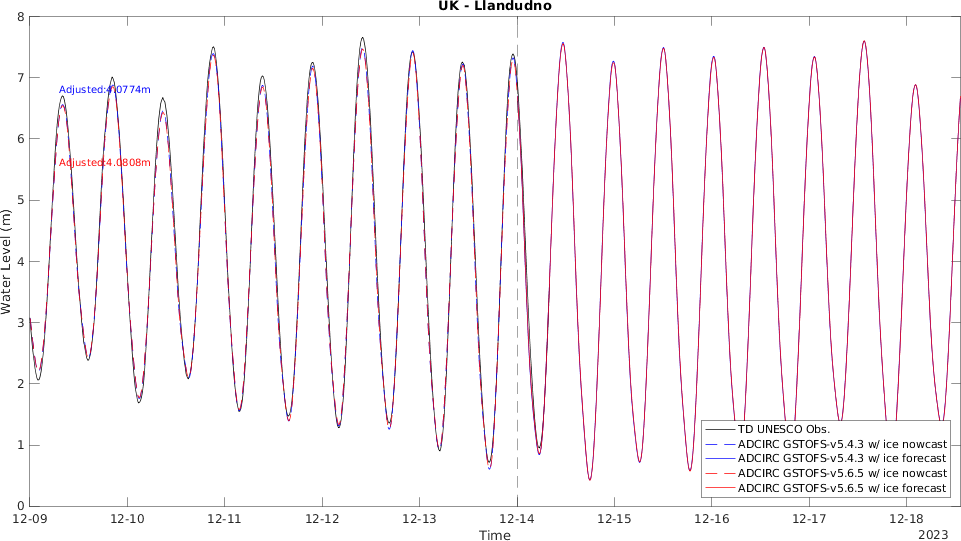 UK - Llandudno
8
7
6
5
4
3
2
1
0
Water Level (m)
Adjusted:4.0774m
Adjusted:4.0808m
TD UNESCO Obs.
ADCIRC GSTOFS-v5.4.3 w/ ice nowcast
ADCIRC GSTOFS-v5.4.3 w/ ice forecast
ADCIRC GSTOFS-v5.6.5 w/ ice nowcast
ADCIRC GSTOFS-v5.6.5 w/ ice forecast
12-09 12-10 12-11 12-12 12-13 12-14 12-15 12-16 12-17 12-18
Time
2023